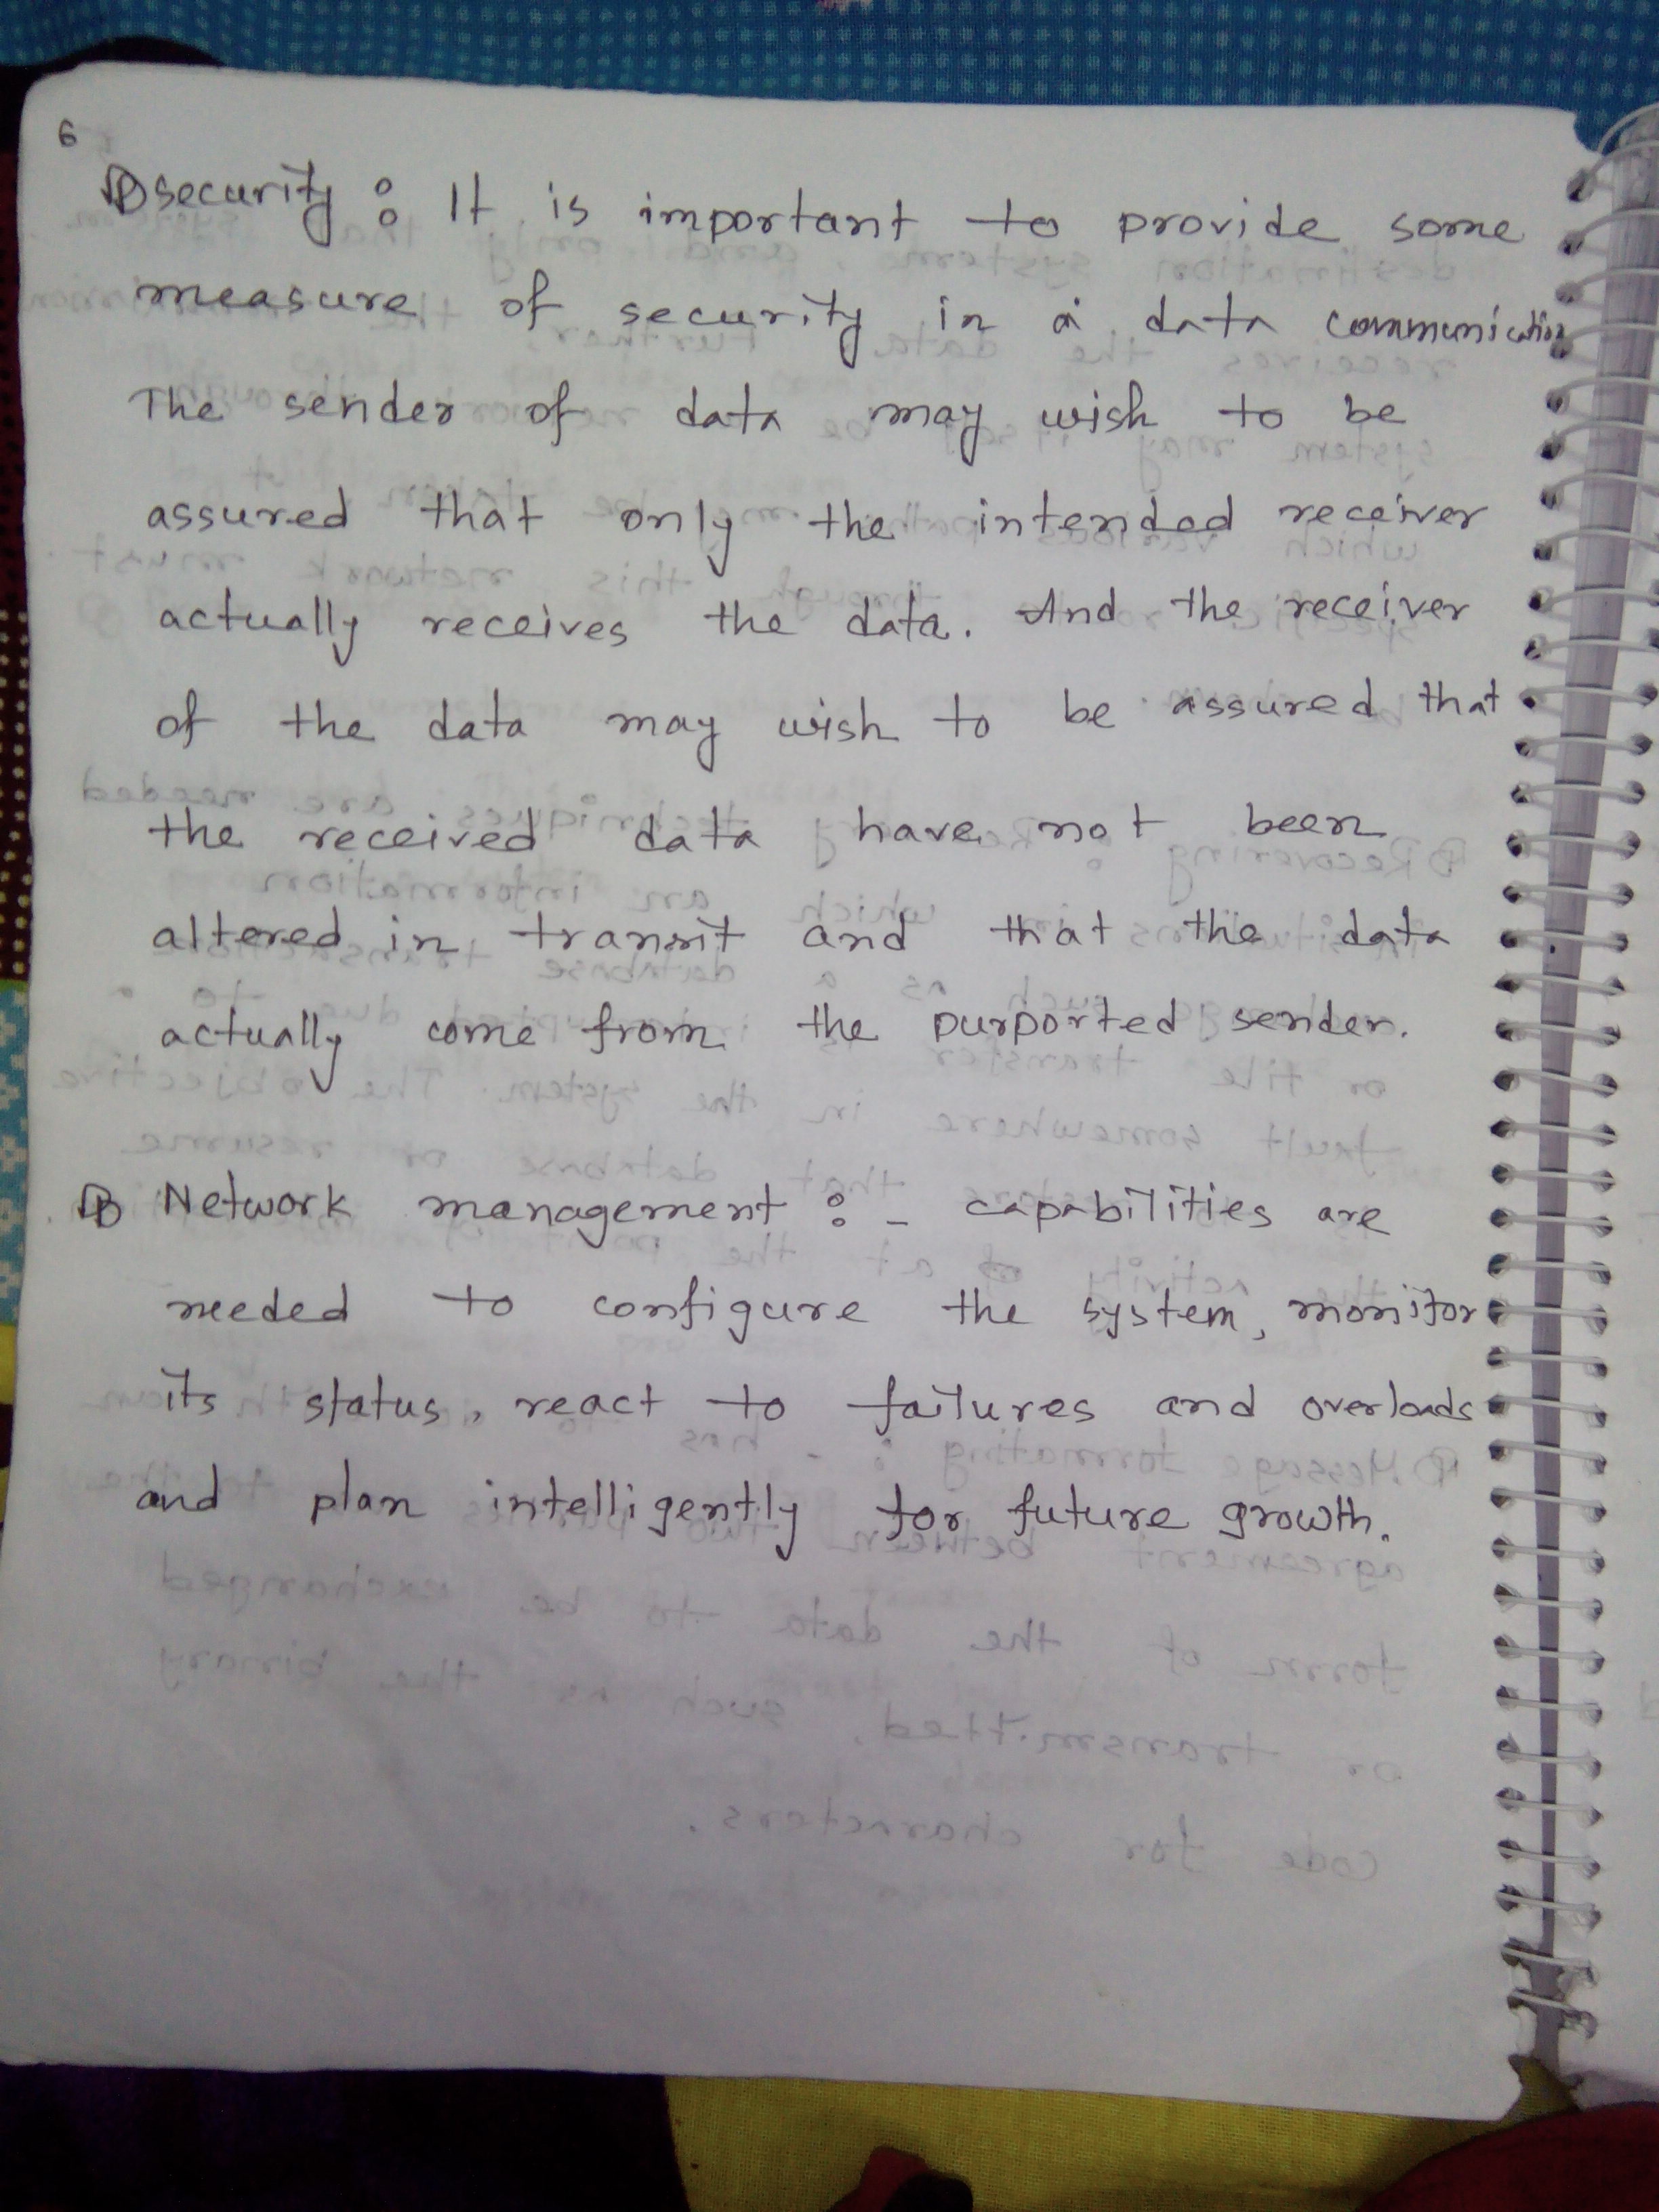 6
security : It is important to provide some
measure of security in a data communication
The sender of data may wish to be
assured that only the intended receiver
actually receives the data. And the receiver
of the data may wish to be assured that
the received data have not been
altered in transit and that the data
actually come from the purported sender.
Network management : - capabilities are
needed to configure the system, monitor
its status, react to failures and overloads
and plan intelligently for future growth.